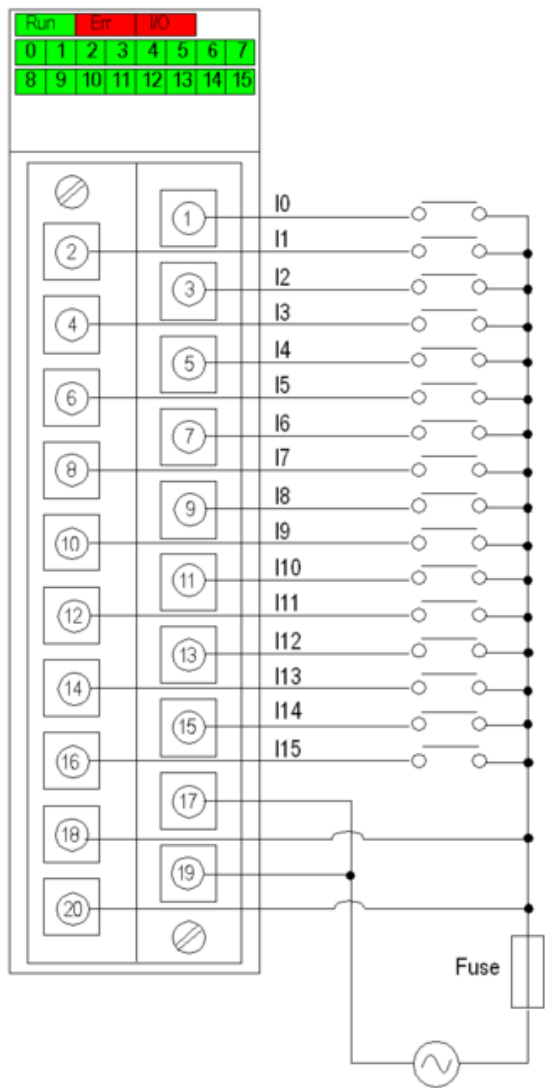 Run Err I/O
0 1 2 3 4 5 6 7
8 9 10 11 12 13 14 15
1 I0
2 I1
3 I2
4 I3
5 I4
6 I5
7 I6
8 I7
9 I8
10 I9
11 I10
12 I11
13 I12
14 I13
15 I14
16 I15
17
18
19
20
Fuse